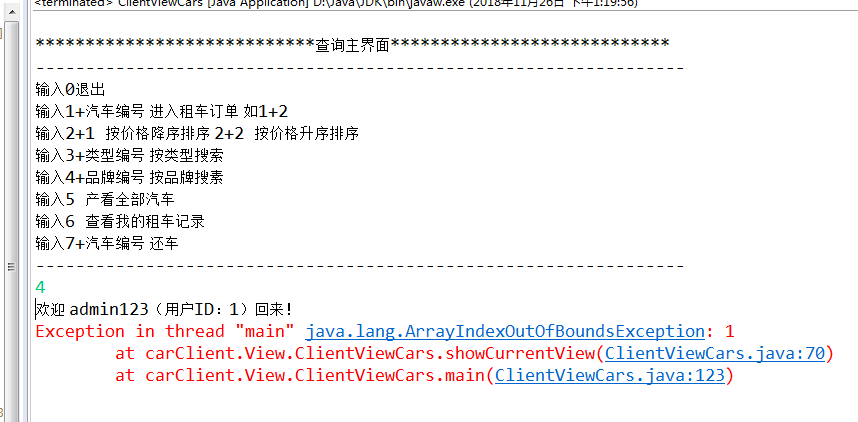 <terminated> ClientViewCars [Java Application] D:\Java\JDK\bin\javaw.exe (2018年11月26日 下午1:19:56)
****************************查询主界面****************************
-----------------------------------------------------------------
输入0退出
输入1+汽车编号 进入租车订单 如1+2
输入2+1 按价格降序排序 2+2 按价格升序排序
输入3+类型编号 按类型搜索
输入4+品牌编号 按品牌搜素
输入5 产看全部汽车
输入6 查看我的租车记录
输入7+汽车编号 还车
-----------------------------------------------------------------
4
欢迎 admin123（用户ID：1）回来！
Exception in thread "main" java.lang.ArrayIndexOutOfBoundsException: 1
at carClient.View.ClientViewCars.showCurrentView(ClientViewCars.java:70)
at carClient.View.ClientViewCars.main(ClientViewCars.java:123)